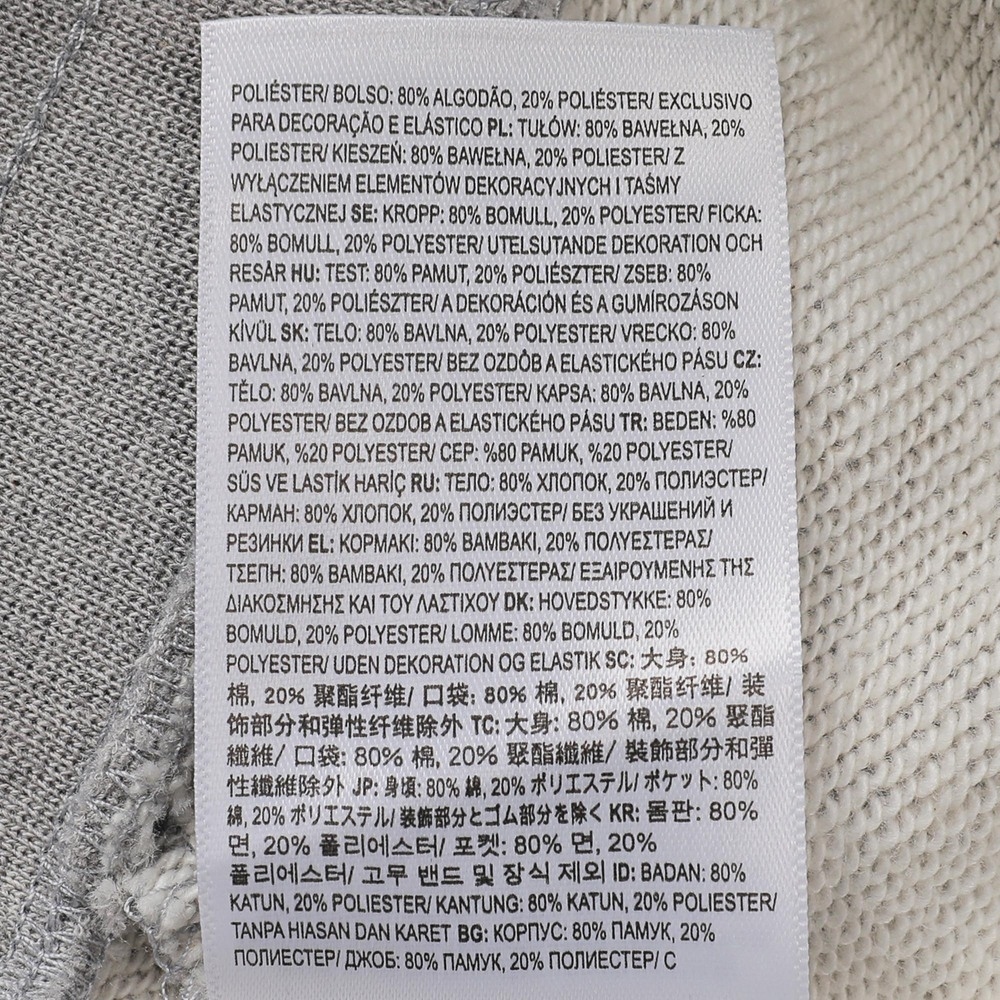 POLIÉSTER/ BOLSO: 80% ALGODÃO, 20% POLIÉSTER/ EXCLUSIVO
PARA DECORAÇÃO E ELÁSTICO PL: TUŁÓW: 80% BAWEŁNA, 20%
POLIESTER/ KIESZEŃ: 80% BAWEŁNA, 20% POLIESTER/ Z
WYŁĄCZENIEM ELEMENTÓW DEKORACYJNYCH I TAŚMY
ELASTYCZNEJ SE: KROPP: 80% BOMULL, 20% POLYESTER/ FICKA:
80% BOMULL, 20% POLYESTER/ UTELSUTANDE DEKORATION OCH
RESÅR HU: TEST: 80% PAMUT, 20% POLIÉSZTER/ ZSEB: 80%
PAMUT, 20% POLIÉSZTER/ A DEKORÁCIÓN ÉS A GUMÍROZÁSON
KÍVÜL SK: TELO: 80% BAVLNA, 20% POLYESTER/ VRECKO: 80%
BAVLNA, 20% POLYESTER/ BEZ OZDÔB A ELASTICKÉHO PÁSU CZ:
TĚLO: 80% BAVLNA, 20% POLYESTER/ KAPSA: 80% BAVLNA, 20%
POLYESTER/ BEZ OZDOB A ELASTICKÉHO PÁSU TR: BEDEN: %80
PAMUK, %20 POLYESTER/ CEP: %80 PAMUK, %20 POLYESTER/
SÜS VE LASTİK HARİÇ RU: ТЕЛО: 80% ХЛОПОК, 20% ПОЛИЭСТЕР/
КАРМАН: 80% ХЛОПОК, 20% ПОЛИЭСТЕР/ БЕЗ УКРАШЕНИЙ И
РЕЗИНКИ EL: ΚΟΡΜΑΚΙ: 80% ΒΑΜΒΑΚΙ, 20% ΠΟΛΥΕΣΤΕΡΑΣ/
ΤΣΕΠΗ: 80% ΒΑΜΒΑΚΙ, 20% ΠΟΛΥΕΣΤΕΡΑΣ/ ΕΞΑΙΡΟΥΜΕΝΗΣ ΤΗΣ
ΔΙΑΚΟΣΜΗΣΗΣ ΚΑΙ ΤΟΥ ΛΑΣΤΙΧΟΥ DK: HOVEDSTYKKE: 80%
BOMULD, 20% POLYESTER/ LOMME: 80% BOMULD, 20%
POLYESTER/ UDEN DEKORATION OG ELASTIK SC: 大身: 80%
棉, 20% 聚酯纤维/ 口袋: 80% 棉, 20% 聚酯纤维/ 装
饰部分和弹性纤维除外 TC: 大身: 80% 棉, 20% 聚酯
纖維/ 口袋: 80% 棉, 20% 聚酯纖維/ 裝飾部分和彈
性纖維除外 JP: 身頃: 80% 綿, 20% ポリエステル/ ポケット: 80%
綿, 20% ポリエステル/ 装飾部分とゴム部分を除く KR: 몸판: 80%
면, 20% 폴리에스터/ 포켓: 80% 면, 20%
폴리에스터/ 고무 밴드 및 장식 제외 ID: BADAN: 80%
KATUN, 20% POLIESTER/ KANTUNG: 80% KATUN, 20% POLIESTER/
TANPA HIASAN DAN KARET BG: КОРПУС: 80% ПАМУК, 20%
ПОЛИЕСТЕР/ ДЖОБ: 80% ПАМУК, 20% ПОЛИЕСТЕР/ С